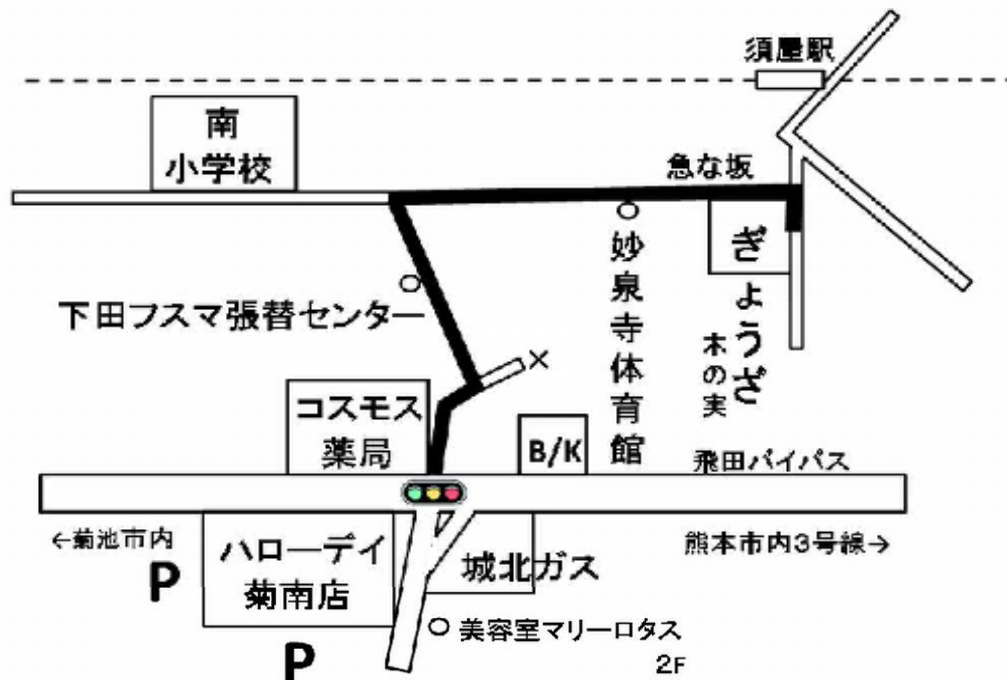 須屋駅
南
小学校
急な坂
妙泉寺体育館
ぎょうざ
木の実
下田フスマ張替センター
×
コスモス
薬局
B/K
飛田バイパス
←菊池市内
P
ハローデイ
菊南店
城北ガス
熊本市内3号線→
P
美容室マリーロタス
2F